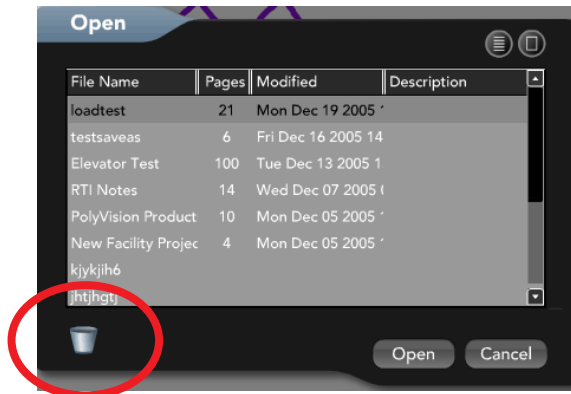 Open
File Name Pages Modified Description
loadtest 21 Mon Dec 19 2005
testsaveas 6 Fri Dec 16 2005 14
Elevator Test 100 Tue Dec 13 2005 1
RTI Notes 14 Wed Dec 07 2005
PolyVision Product 10 Mon Dec 05 2005
New Facility Projec 4 Mon Dec 05 2005
kjykjih6
jhtjhgtj
Open Cancel